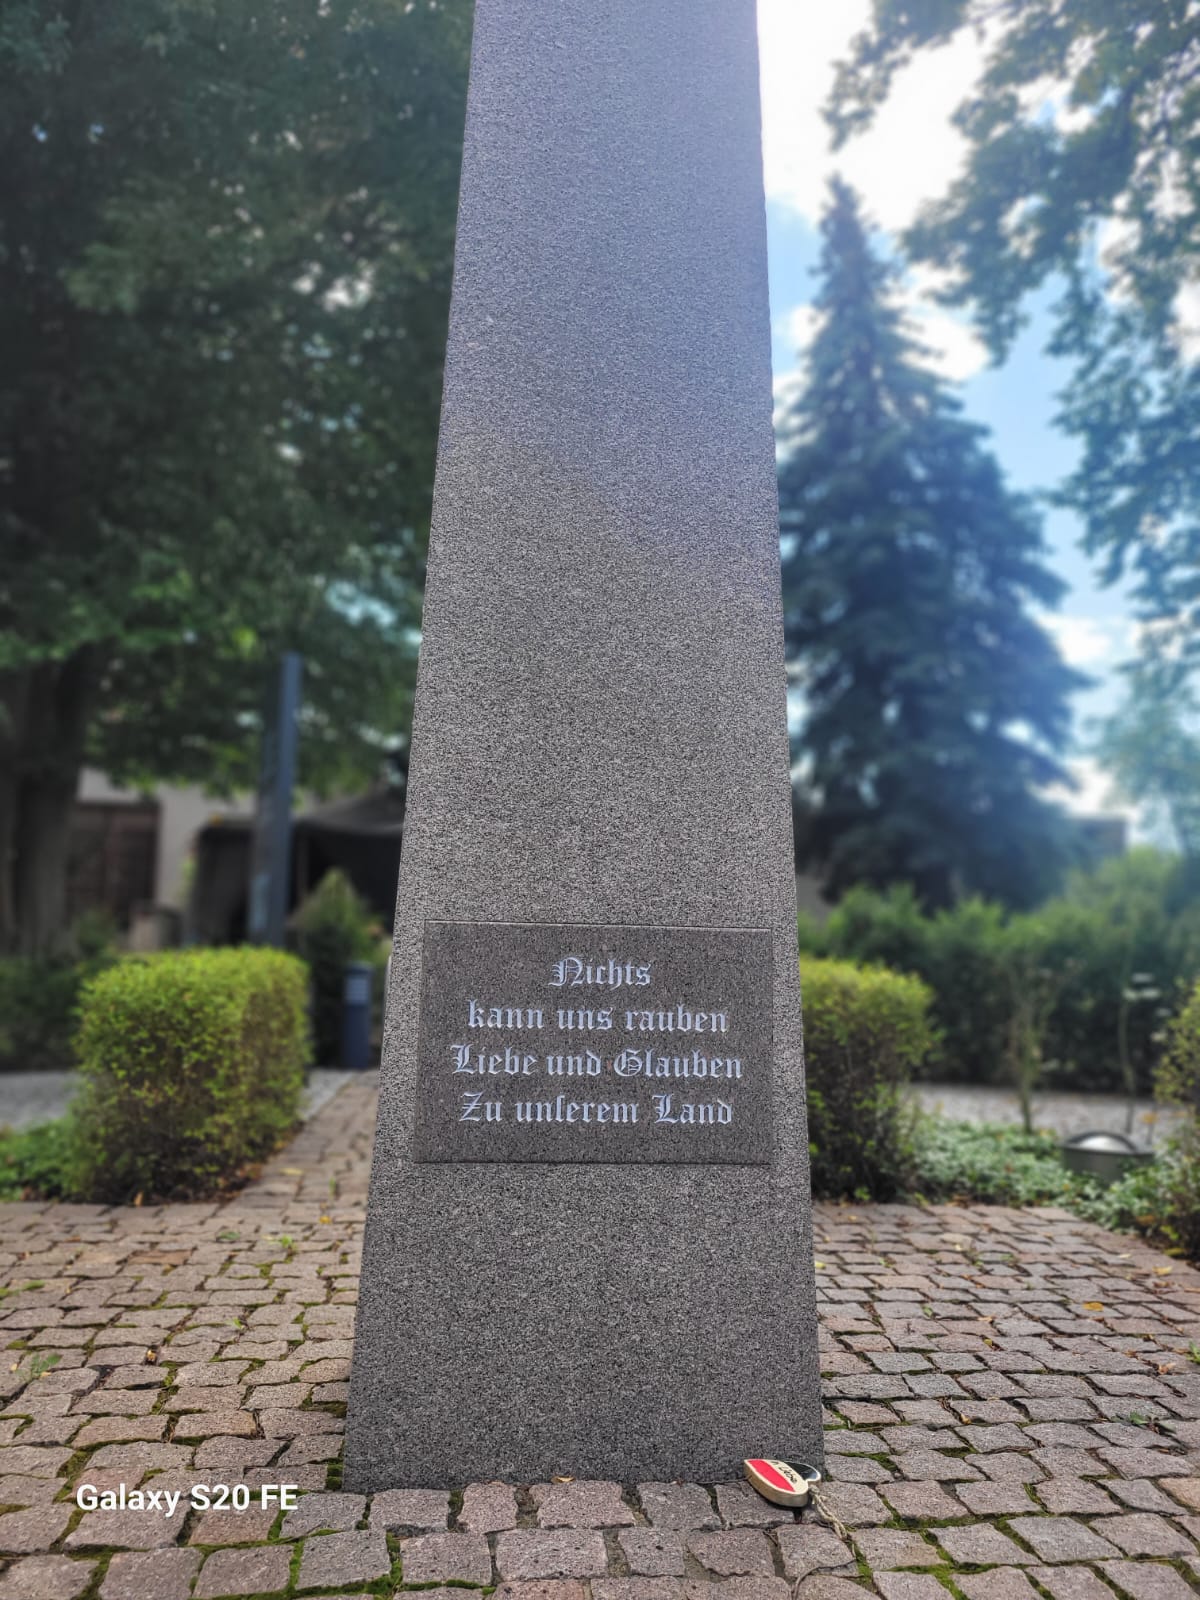 Nichts
kann uns rauben
Liebe und Glauben
Zu unſerem Land
Galaxy S20 FE